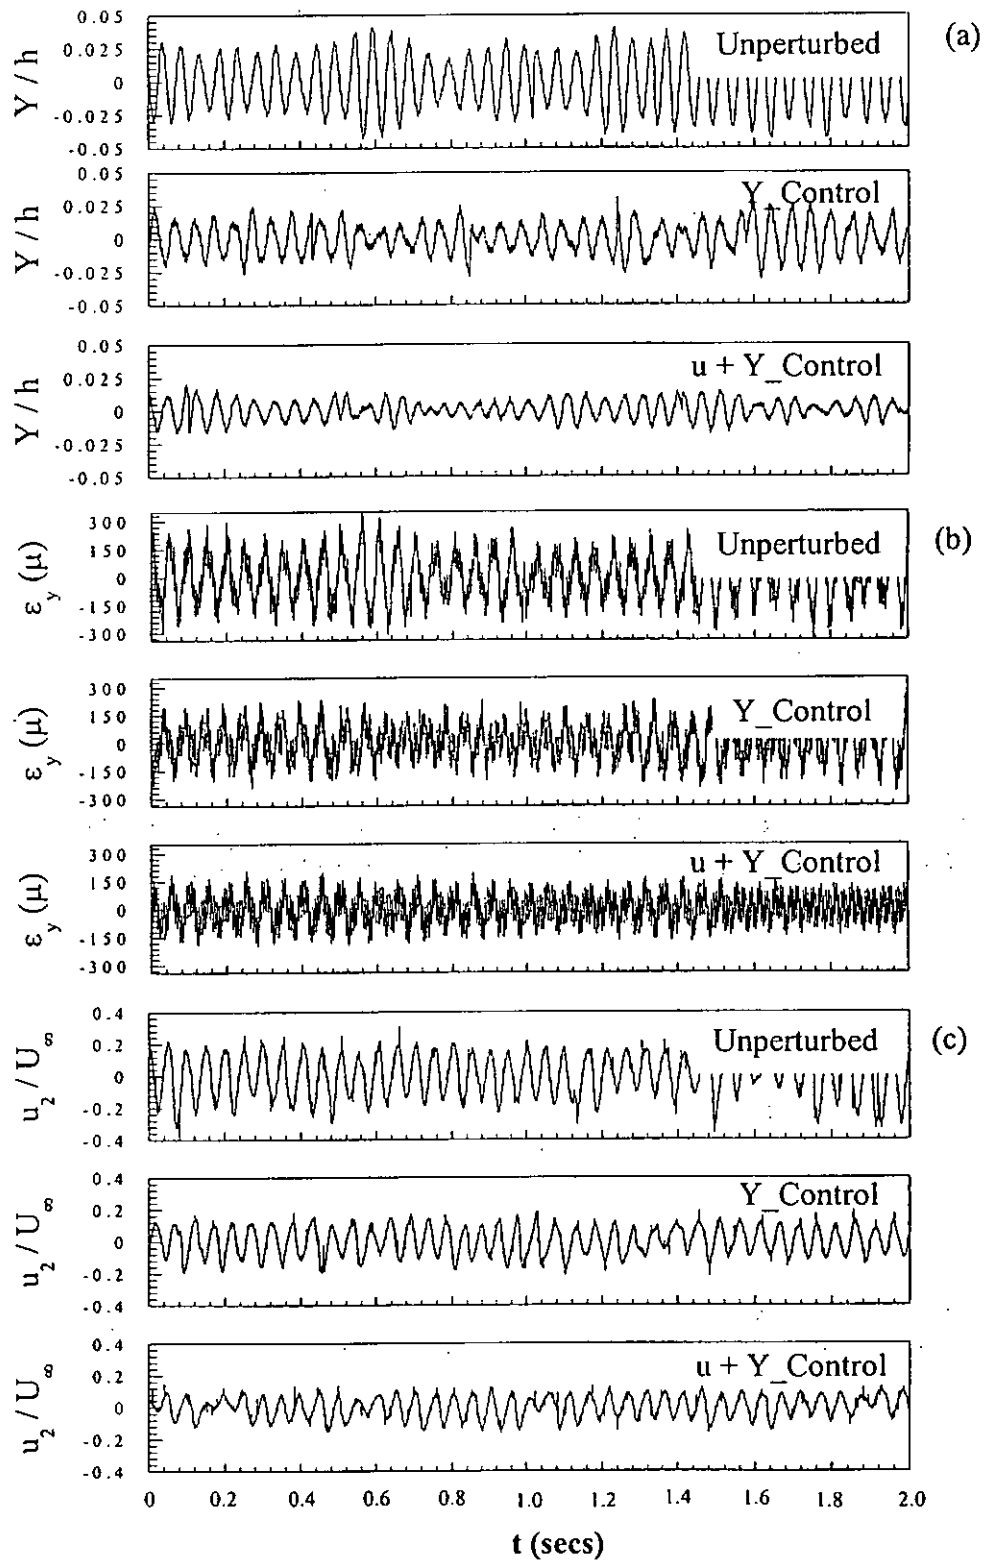 0.05
0.025
0
-0.025
-0.05
Y / h
Unperturbed
(a)
0.05
0.025
0
-0.025
-0.05
Y / h
Y_Control
0.05
0.025
0
-0.025
-0.05
Y / h
u + Y_Control
300
150
0
-150
-300
ε_y (μ)
Unperturbed
(b)
300
150
0
-150
-300
ε_y (μ)
Y_Control
300
150
0
-150
-300
ε_y (μ)
u + Y_Control
0.4
0.2
0
-0.2
-0.4
u_2 / U_∞
Unperturbed
(c)
0.4
0.2
0
-0.2
-0.4
u_2 / U_∞
Y_Control
0.4
0.2
0
-0.2
-0.4
u_2 / U_∞
u + Y_Control
0 0.2 0.4 0.6 0.8 1.0 1.2 1.4 1.6 1.8 2.0
t (secs)